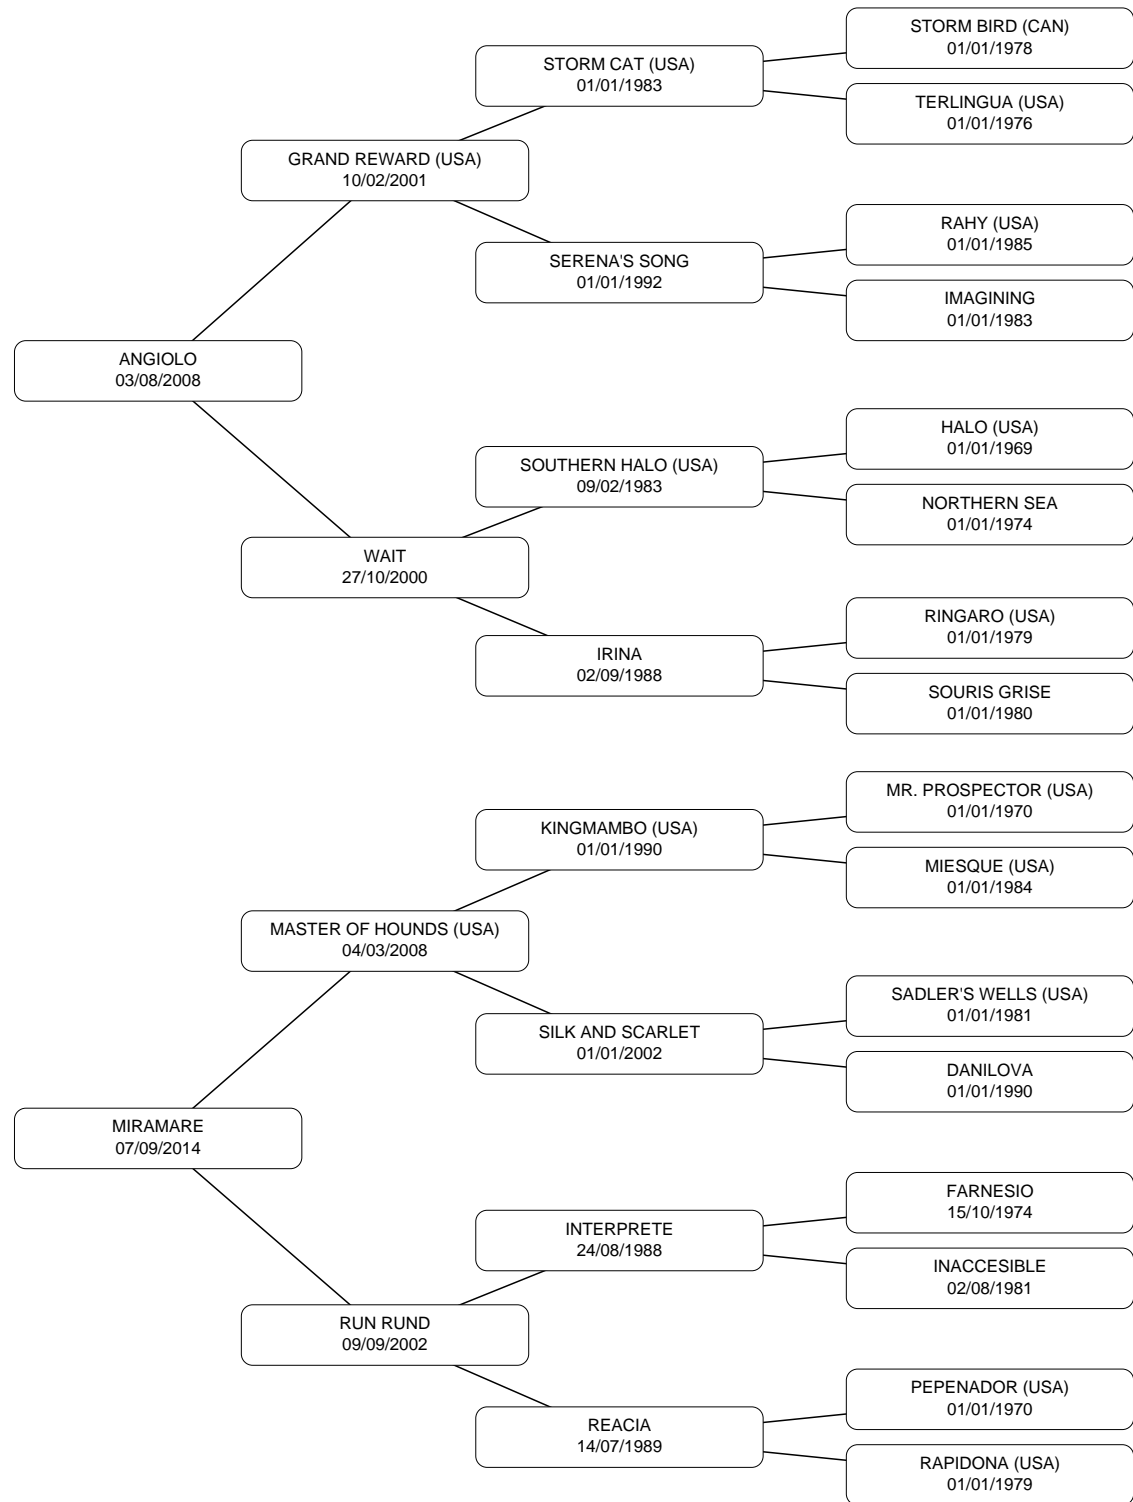 STORM BIRD (CAN)
01/01/1978
STORM CAT (USA)
01/01/1983
TERLINGUA (USA)
01/01/1976
GRAND REWARD (USA)
10/02/2001
RAHY (USA)
01/01/1985
SERENA'S SONG
01/01/1992
IMAGINING
01/01/1983
ANGIOLO
03/08/2008
HALO (USA)
01/01/1969
SOUTHERN HALO (USA)
09/02/1983
NORTHERN SEA
01/01/1974
WAIT
27/10/2000
RINGARO (USA)
01/01/1979
IRINA
02/09/1988
SOURIS GRISE
01/01/1980
MR. PROSPECTOR (USA)
01/01/1970
KINGMAMBO (USA)
01/01/1990
MIESQUE (USA)
01/01/1984
MASTER OF HOUNDS (USA)
04/03/2008
SADLER'S WELLS (USA)
01/01/1981
SILK AND SCARLET
01/01/2002
DANILOVA
01/01/1990
MIRAMARE
07/09/2014
FARNESIO
15/10/1974
INTERPRETE
24/08/1988
INACCESIBLE
02/08/1981
RUN RUND
09/09/2002
PEPENADOR (USA)
01/01/1970
REACIA
14/07/1989
RAPIDONA (USA)
01/01/1979